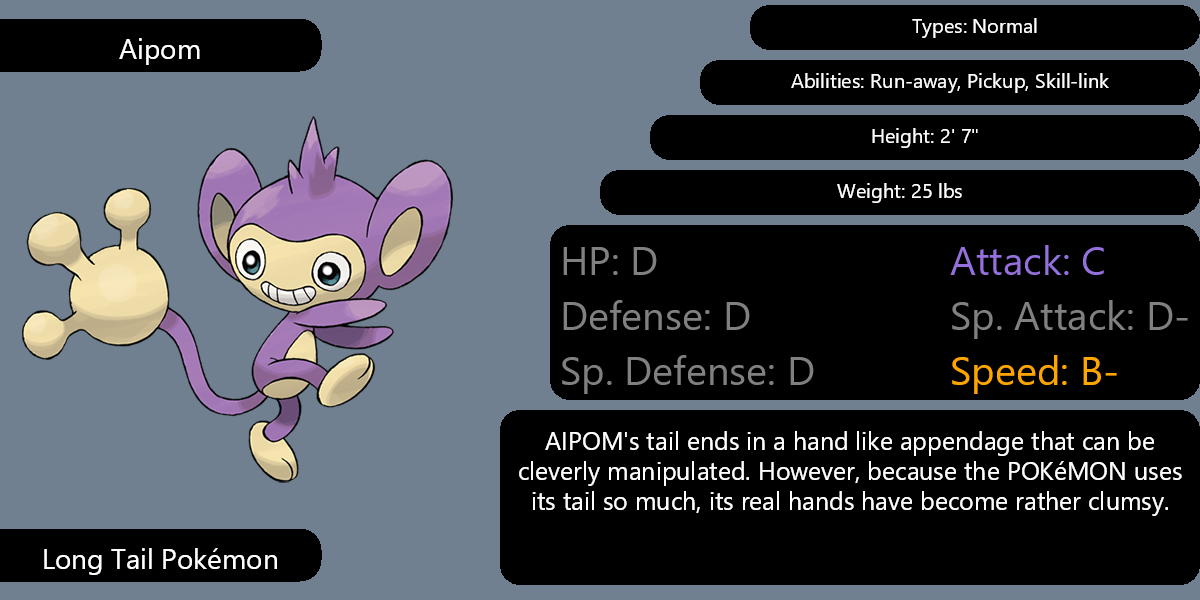 Aipom
Types: Normal
Abilities: Run-away, Pickup, Skill-link
Height: 2' 7"
Weight: 25 lbs
HP: D
Attack: C
Defense: D
Sp. Attack: D-
Sp. Defense: D
Speed: B-
AIPOM's tail ends in a hand like appendage that can be
cleverly manipulated. However, because the POKéMON uses
its tail so much, its real hands have become rather clumsy.
Long Tail Pokémon